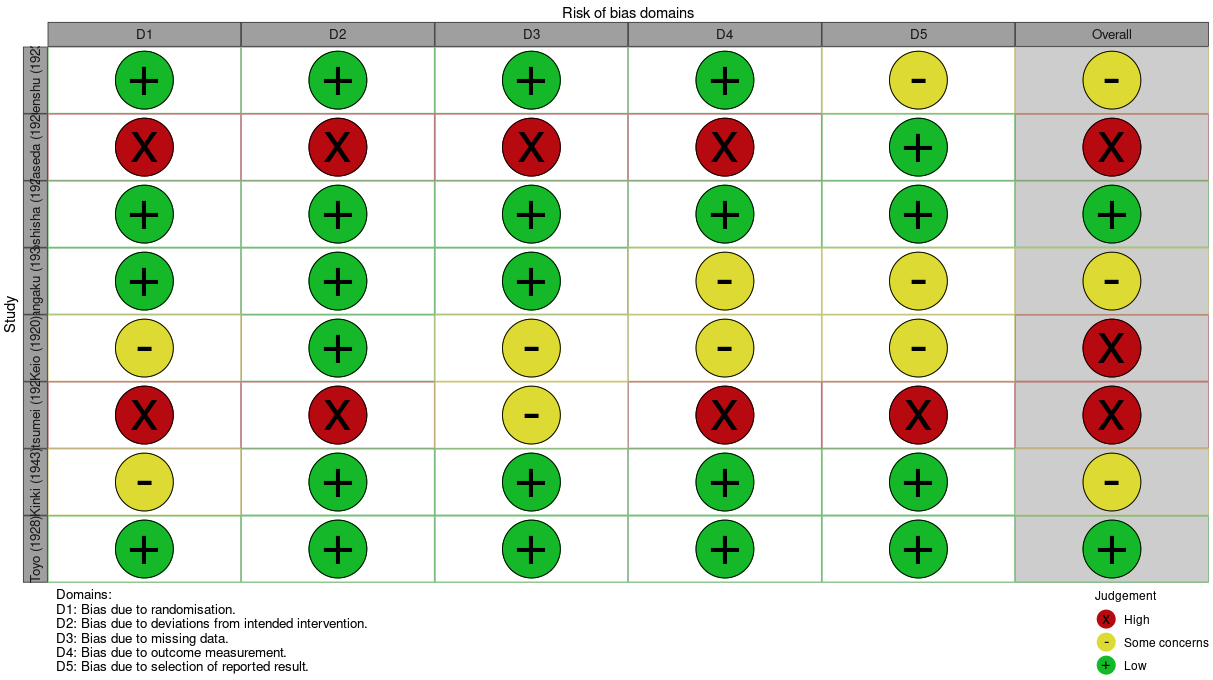 Risk of bias domains
D1 D2 D3 D4 D5 Overall
Study
enshu (192 + + + + - -
aseda (192 X X X X + X
shisha (192 + + + + + +
angaku (193 + + + - - -
Keio (1920) - + - - - X
tsumei (192 X X - X X X
Kinki (1943) - + + + + -
Toyo (1928) + + + + + +
Domains:
D1: Bias due to randomisation.
D2: Bias due to deviations from intended intervention.
D3: Bias due to missing data.
D4: Bias due to outcome measurement.
D5: Bias due to selection of reported result.
Judgement
X High
- Some concerns
+ Low